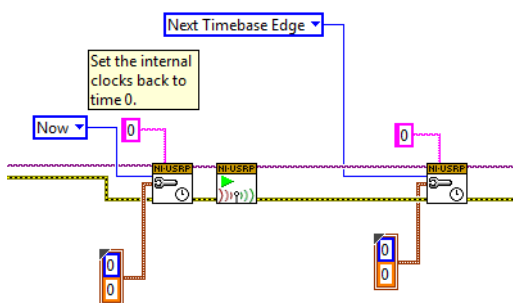 Next Timebase Edge
Set the internal
clocks back to
time 0.
Now
0
0
NI-USRP
NI-USRP
NI-USRP
0
0
0
0